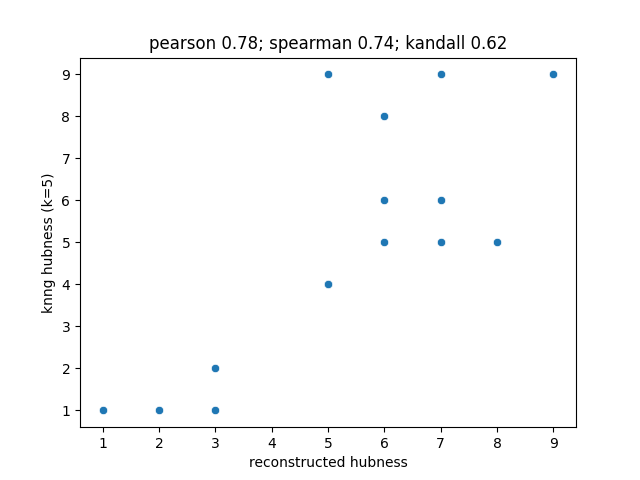 pearson 0.78; spearman 0.74; kandall 0.62
knng hubness (k=5)
9
8
7
6
5
4
3
2
1
1 2 3 4 5 6 7 8 9
reconstructed hubness